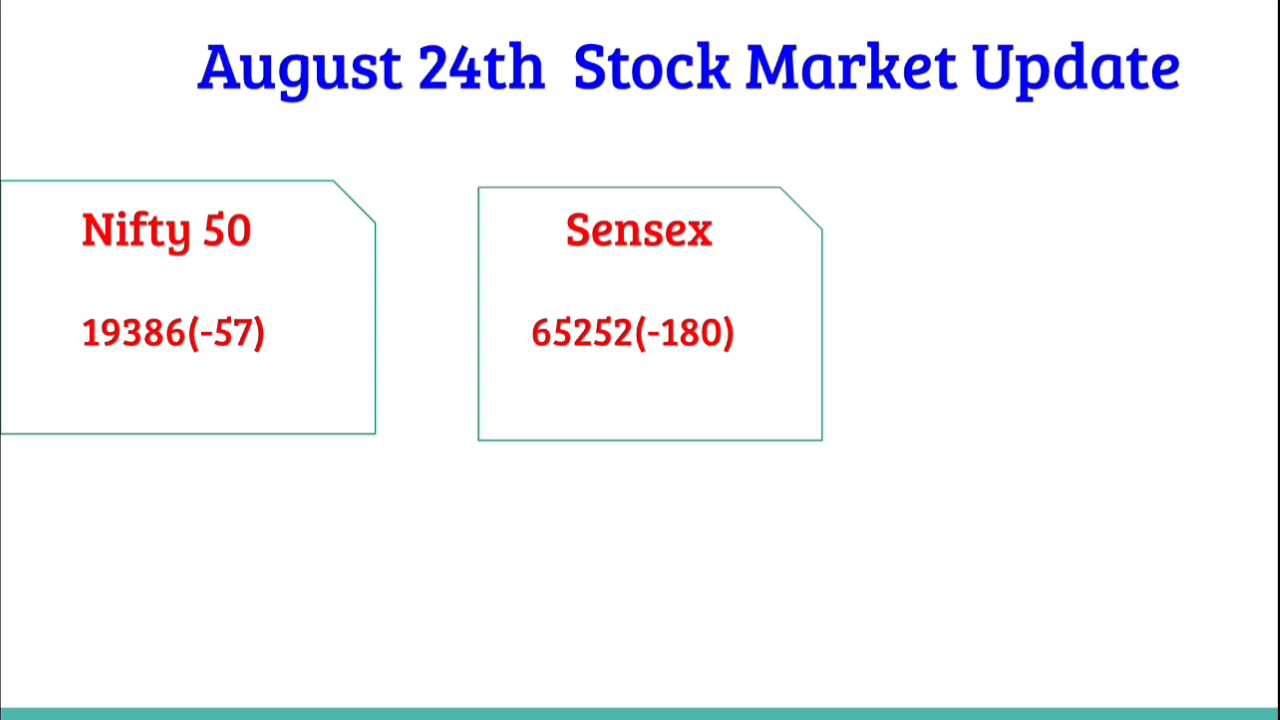 August 24th  Stock Market Update
Nifty 50
19386(-57)
Sensex
65252(-180)